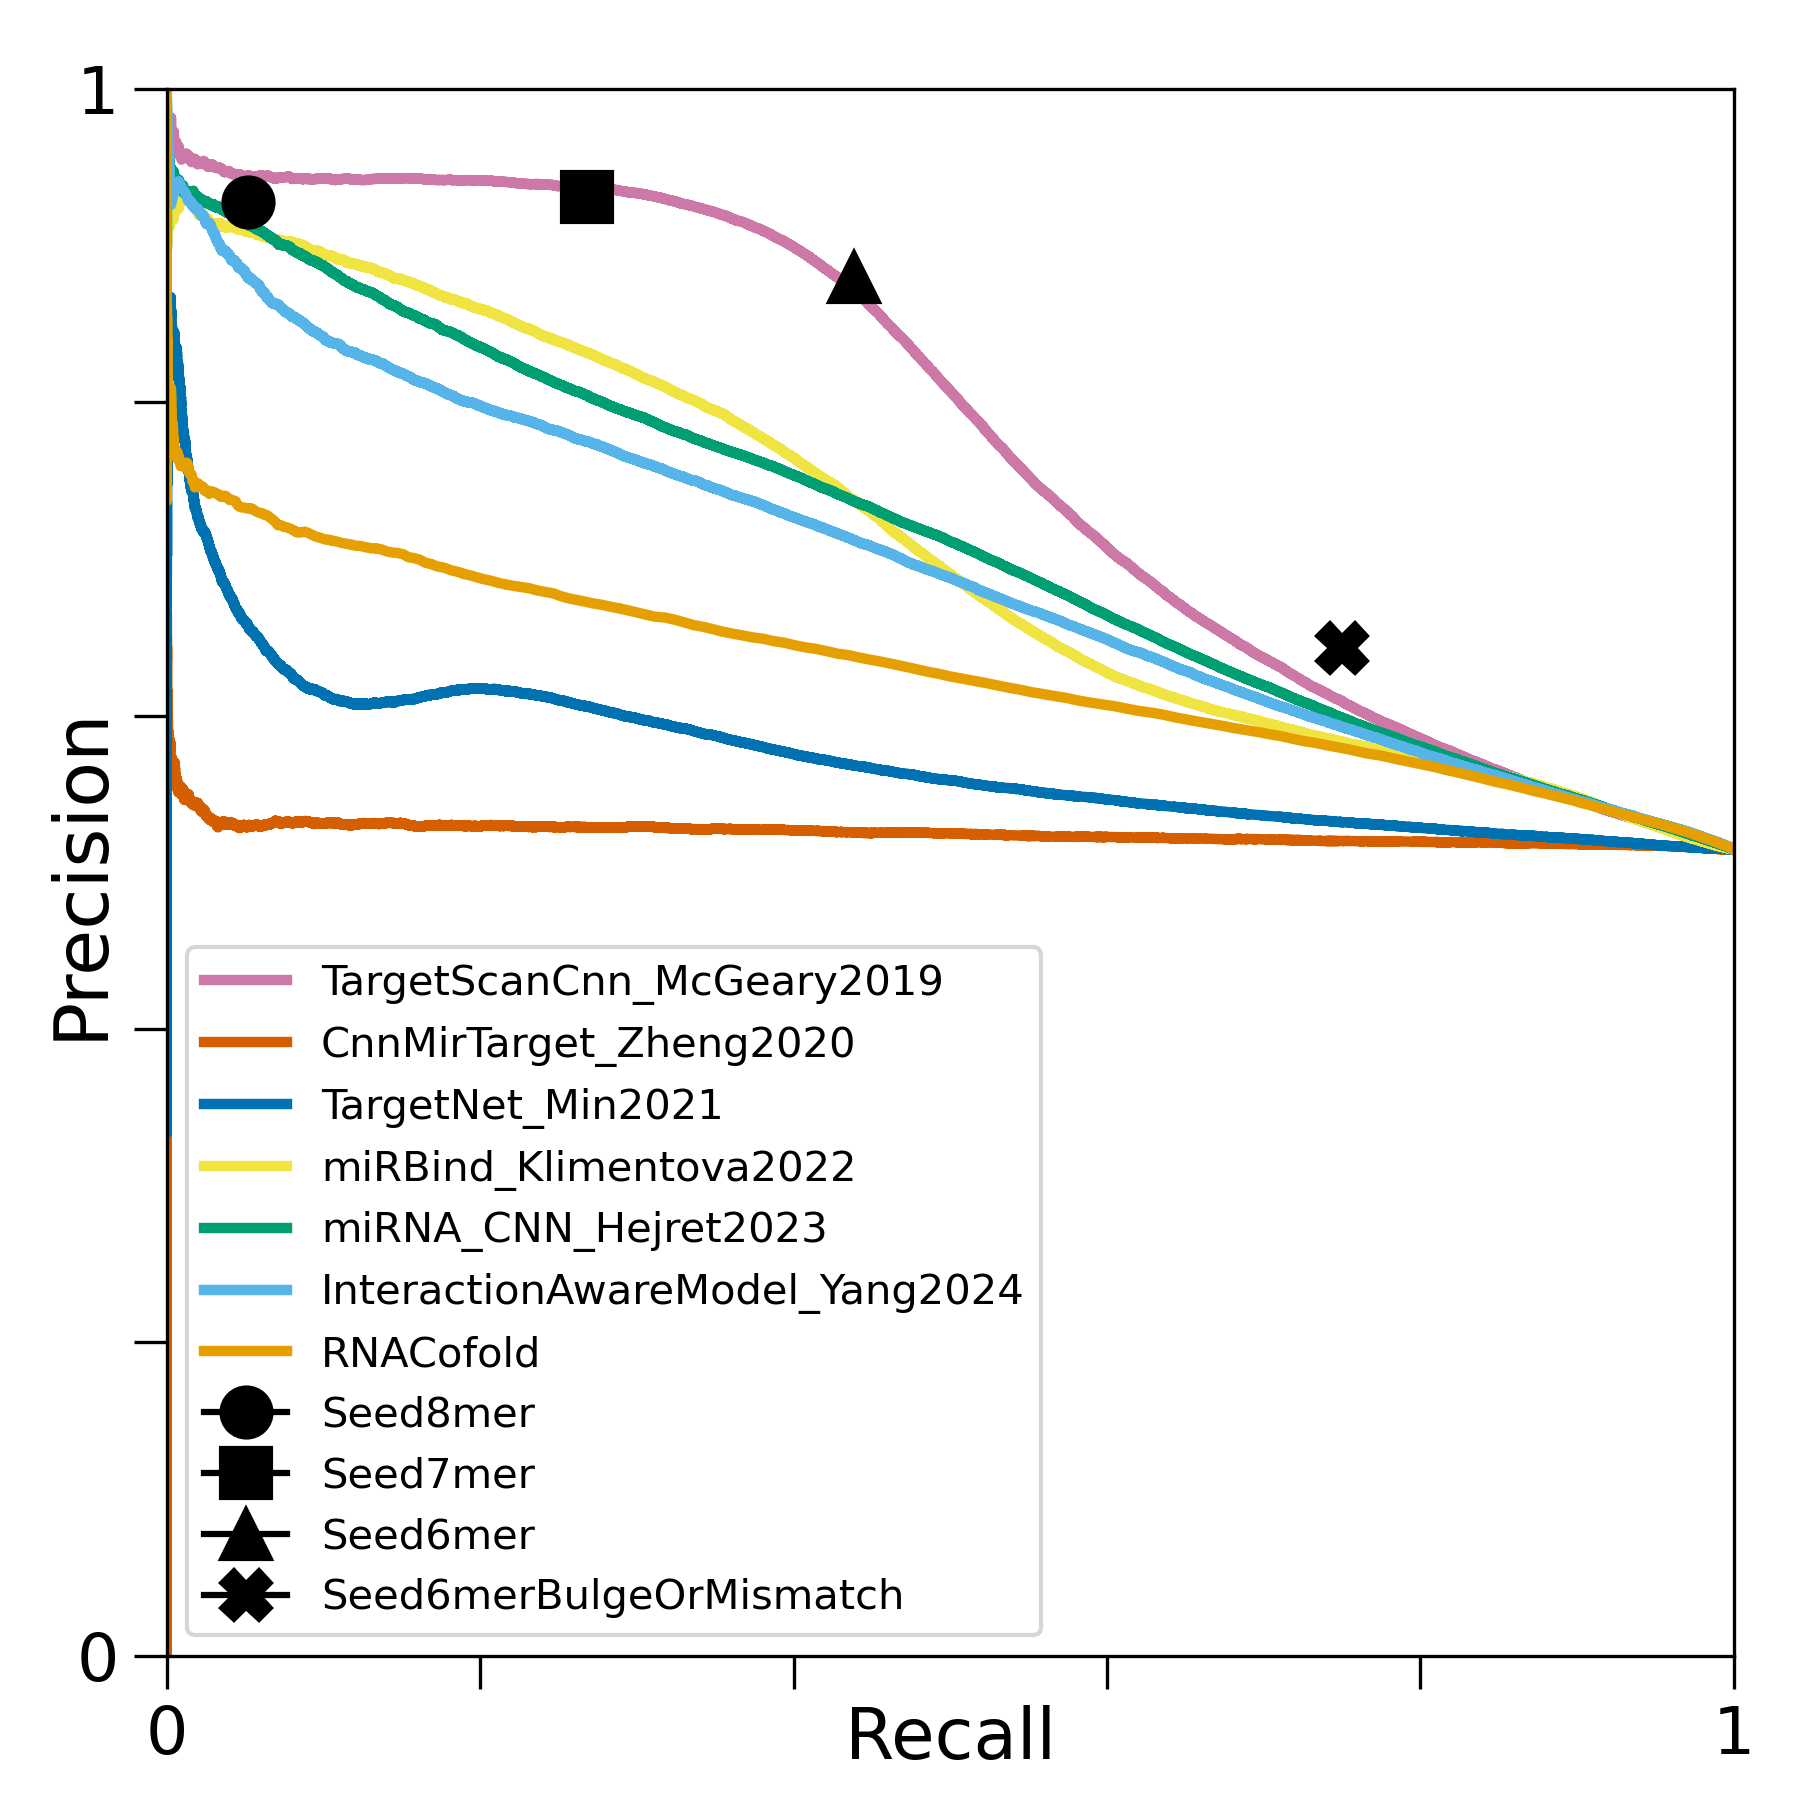 1
Precision
0
TargetScanCnn_McGeary2019
CnnMirTarget_Zheng2020
TargetNet_Min2021
miRBind_Klimentova2022
miRNA_CNN_Hejret2023
InteractionAwareModel_Yang2024
RNACofold
Seed8mer
Seed7mer
Seed6mer
Seed6merBulgeOrMismatch
0
Recall
1